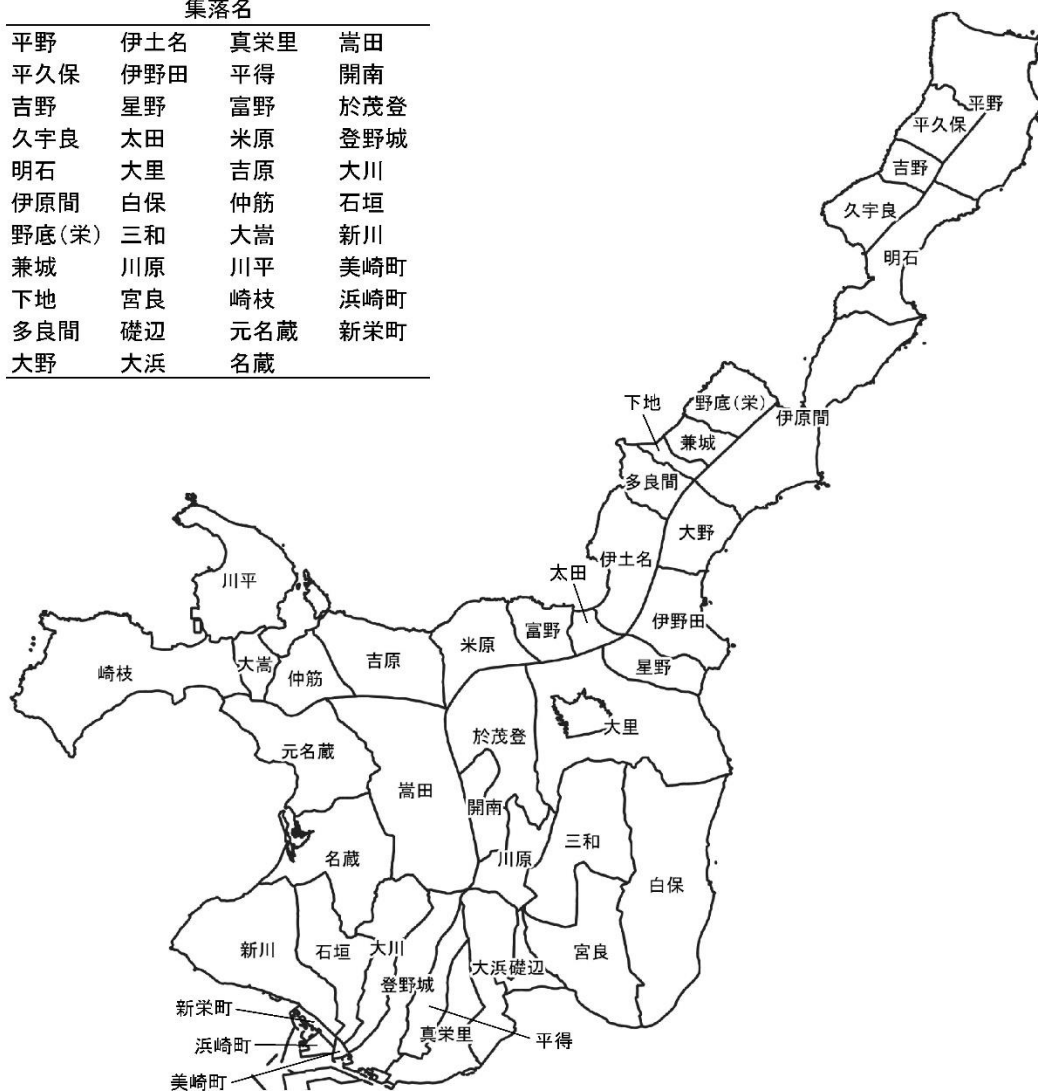 集落名
平野 伊土名 真栄里 嵩田
平久保 伊野田 平得 開南
吉野 星野 富野 於茂登
久宇良 太田 米原 登野城
明石 大里 吉原 大川
伊原間 白保 仲筋 石垣
野底(栄) 三和 大嵩 新川
兼城 川原 川平 美崎町
下地 宮良 崎枝 浜崎町
多良間 礎辺 元名蔵 新栄町
大野 大浜 名蔵
平野
平久保
吉野
久宇良
明石
下地
野底(栄)
伊原間
兼城
多良間
大野
伊土名
太田
川平
伊野田
富野
米原
星野
吉原
大嵩
仲筋
崎枝
大里
於茂登
元名蔵
嵩田
開南
三和
川原
名蔵
白保
新川
石垣
大川
宮良
大浜
礎辺
登野城
新栄町
真栄里
平得
浜崎町
美崎町